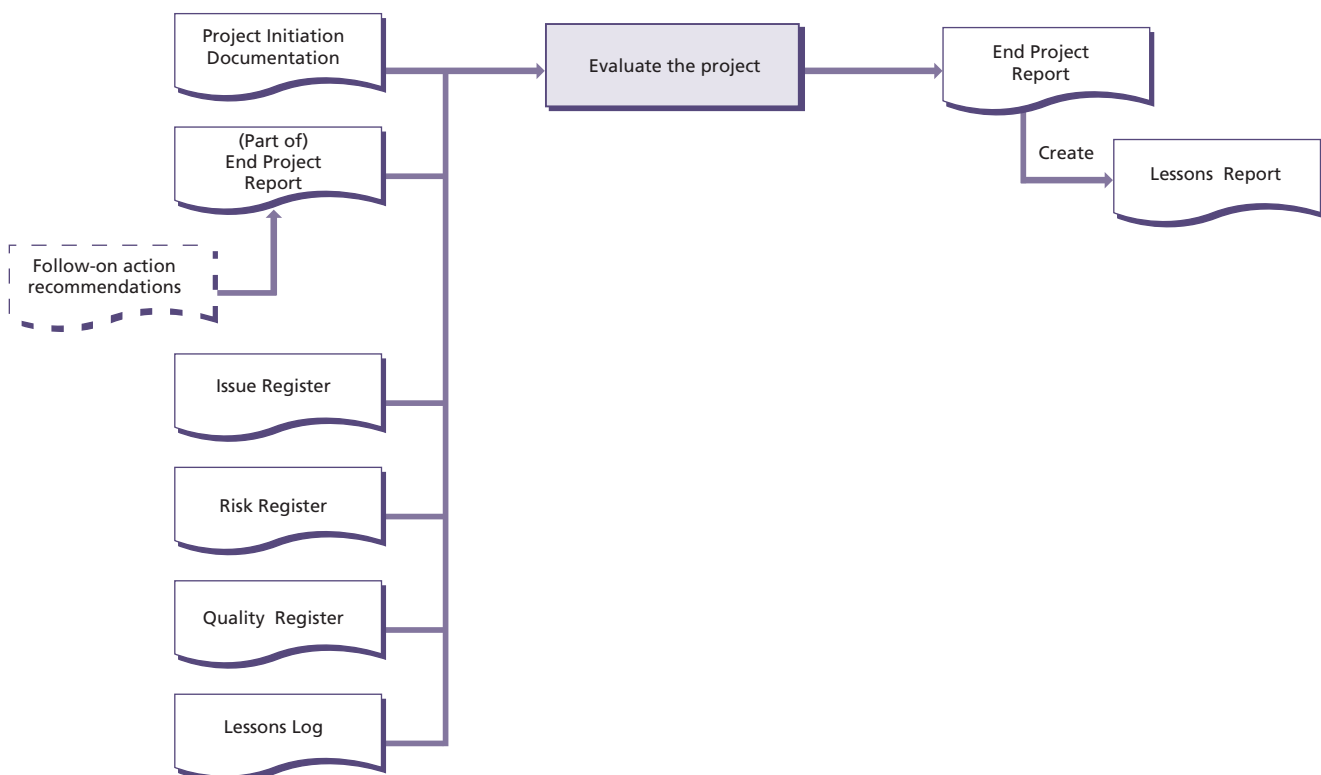 Project Initiation
Documentation
Evaluate the project
End Project
Report
(Part of)
End Project
Report
Create
Lessons Report
Follow-on action
recommendations
Issue Register
Risk Register
Quality Register
Lessons Log